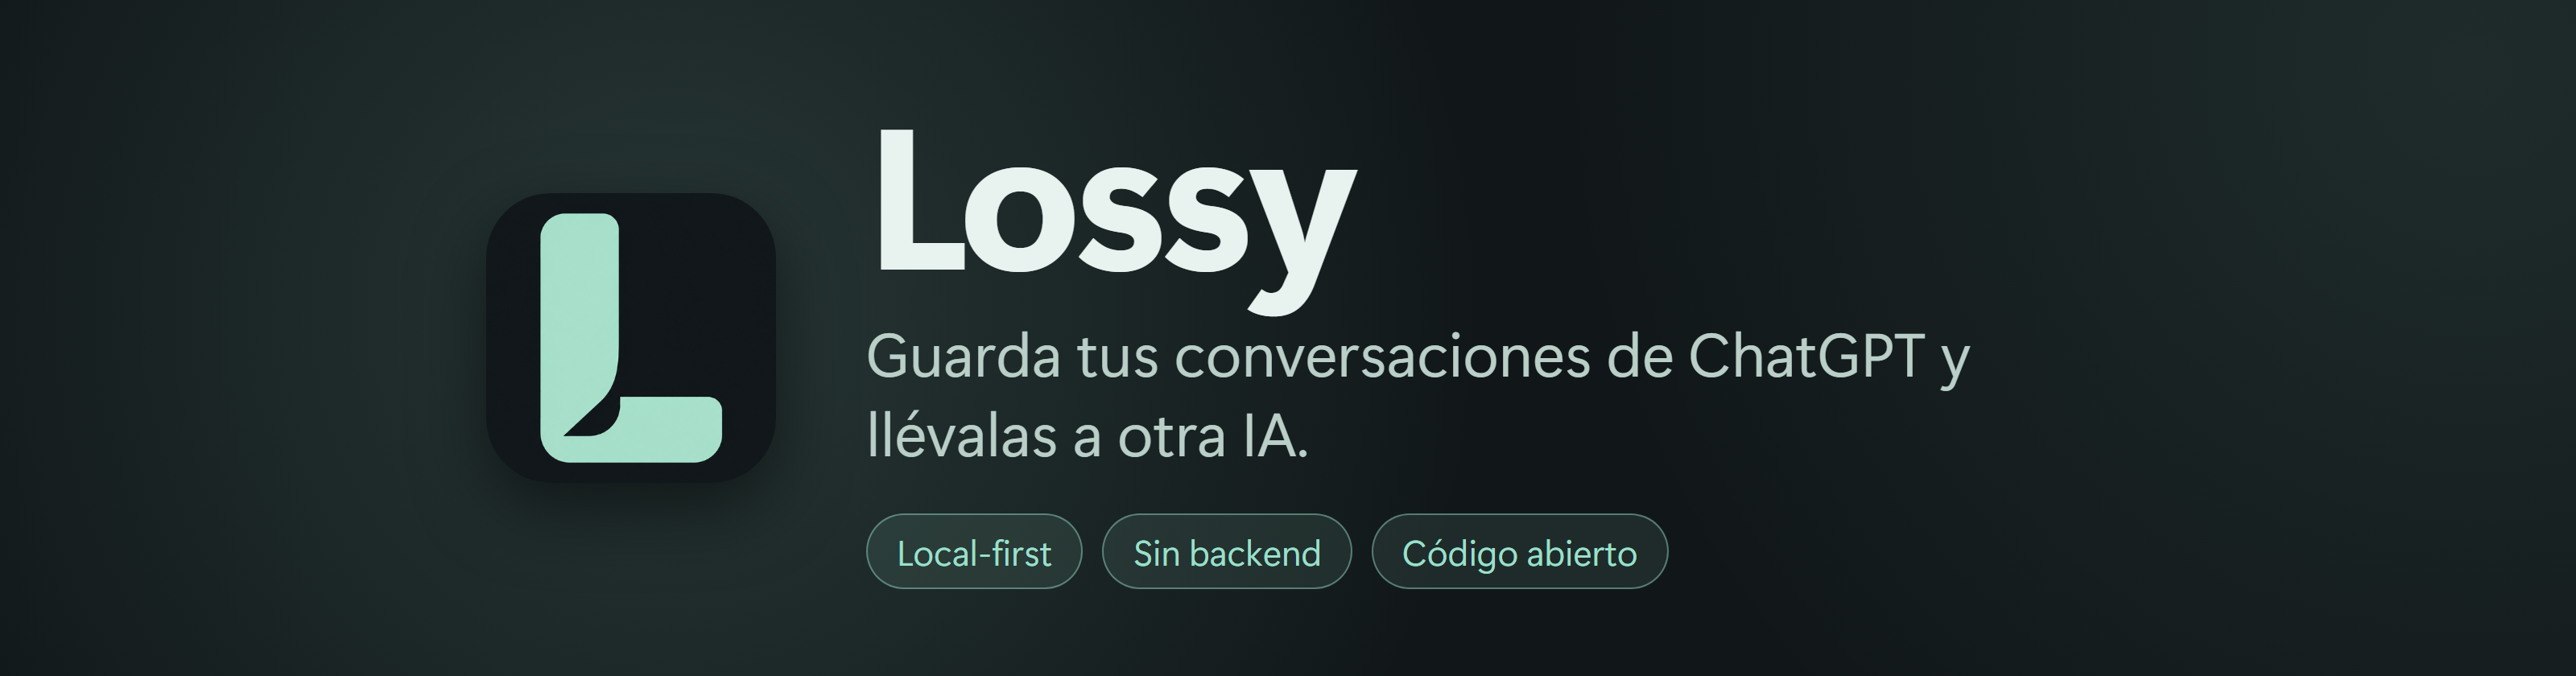 Lossy
Guarda tus conversaciones de ChatGPT y
llévalas a otra IA.
Local-first
Sin backend
Código abierto